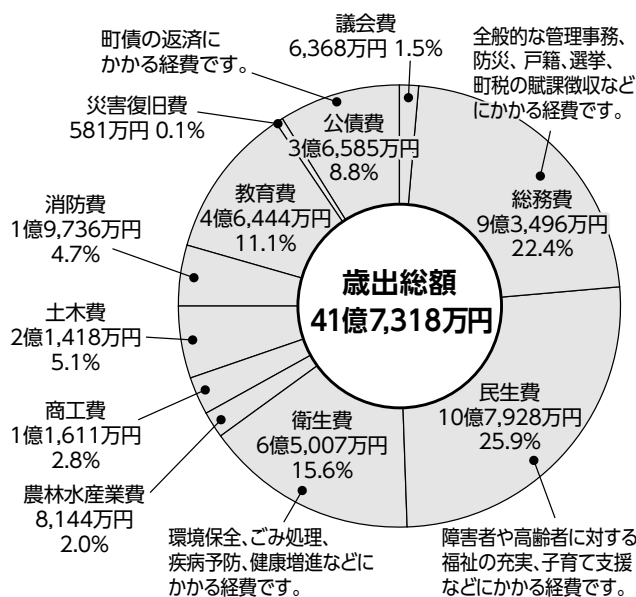 議会費
6,368万円 1.5%
全般的な管理事務、
防災、戸籍、選挙、
町税の賦課徴収など
にかかる経費です。
総務費
9億3,496万円
22.4%
民生費
10億7,928万円
25.9%
障害者や高齢者に対する
福祉の充実、子育て支援
などにかかる経費です。
衛生費
6億5,007万円
15.6%
環境保全、ごみ処理、
疾病予防、健康増進などに
かかる経費です。
農林水産業費
8,144万円
2.0%
商工費
1億1,611万円
2.8%
土木費
2億1,418万円
5.1%
消防費
1億9,736万円
4.7%
教育費
4億6,444万円
11.1%
災害復旧費
581万円 0.1%
公債費
3億6,585万円
8.8%
町債の返済に
かかる経費です。
歳出総額
41億7,318万円